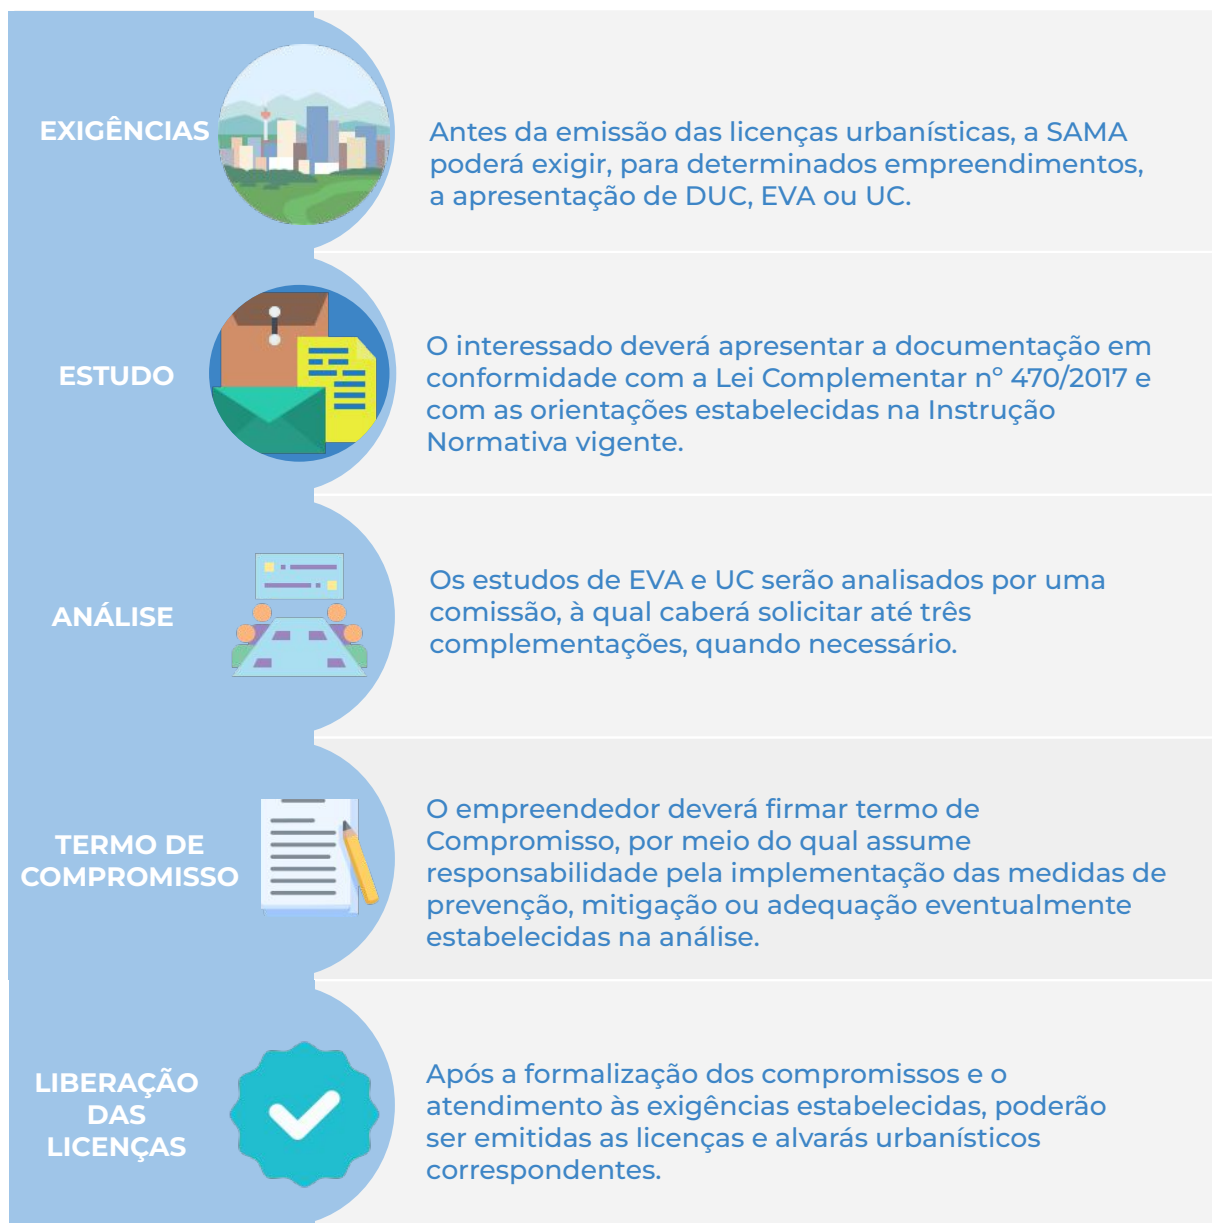 EXIGÊNCIAS
Antes da emissão das licenças urbanísticas, a SAMA
poderá exigir, para determinados empreendimentos,
a apresentação de DUC, EVA ou UC.
ESTUDO
O interessado deverá apresentar a documentação em
conformidade com a Lei Complementar nº 470/2017 e
com as orientações estabelecidas na Instrução
Normativa vigente.
ANÁLISE
Os estudos de EVA e UC serão analisados por uma
comissão, à qual caberá solicitar até três
complementações, quando necessário.
TERMO DE
COMPROMISSO
O empreendedor deverá firmar termo de
Compromisso, por meio do qual assume
responsabilidade pela implementação das medidas de
prevenção, mitigação ou adequação eventualmente
estabelecidas na análise.
LIBERAÇÃO
DAS
LICENÇAS
Após a formalização dos compromissos e o
atendimento às exigências estabelecidas, poderão
ser emitidas as licenças e alvarás urbanísticos
correspondentes.